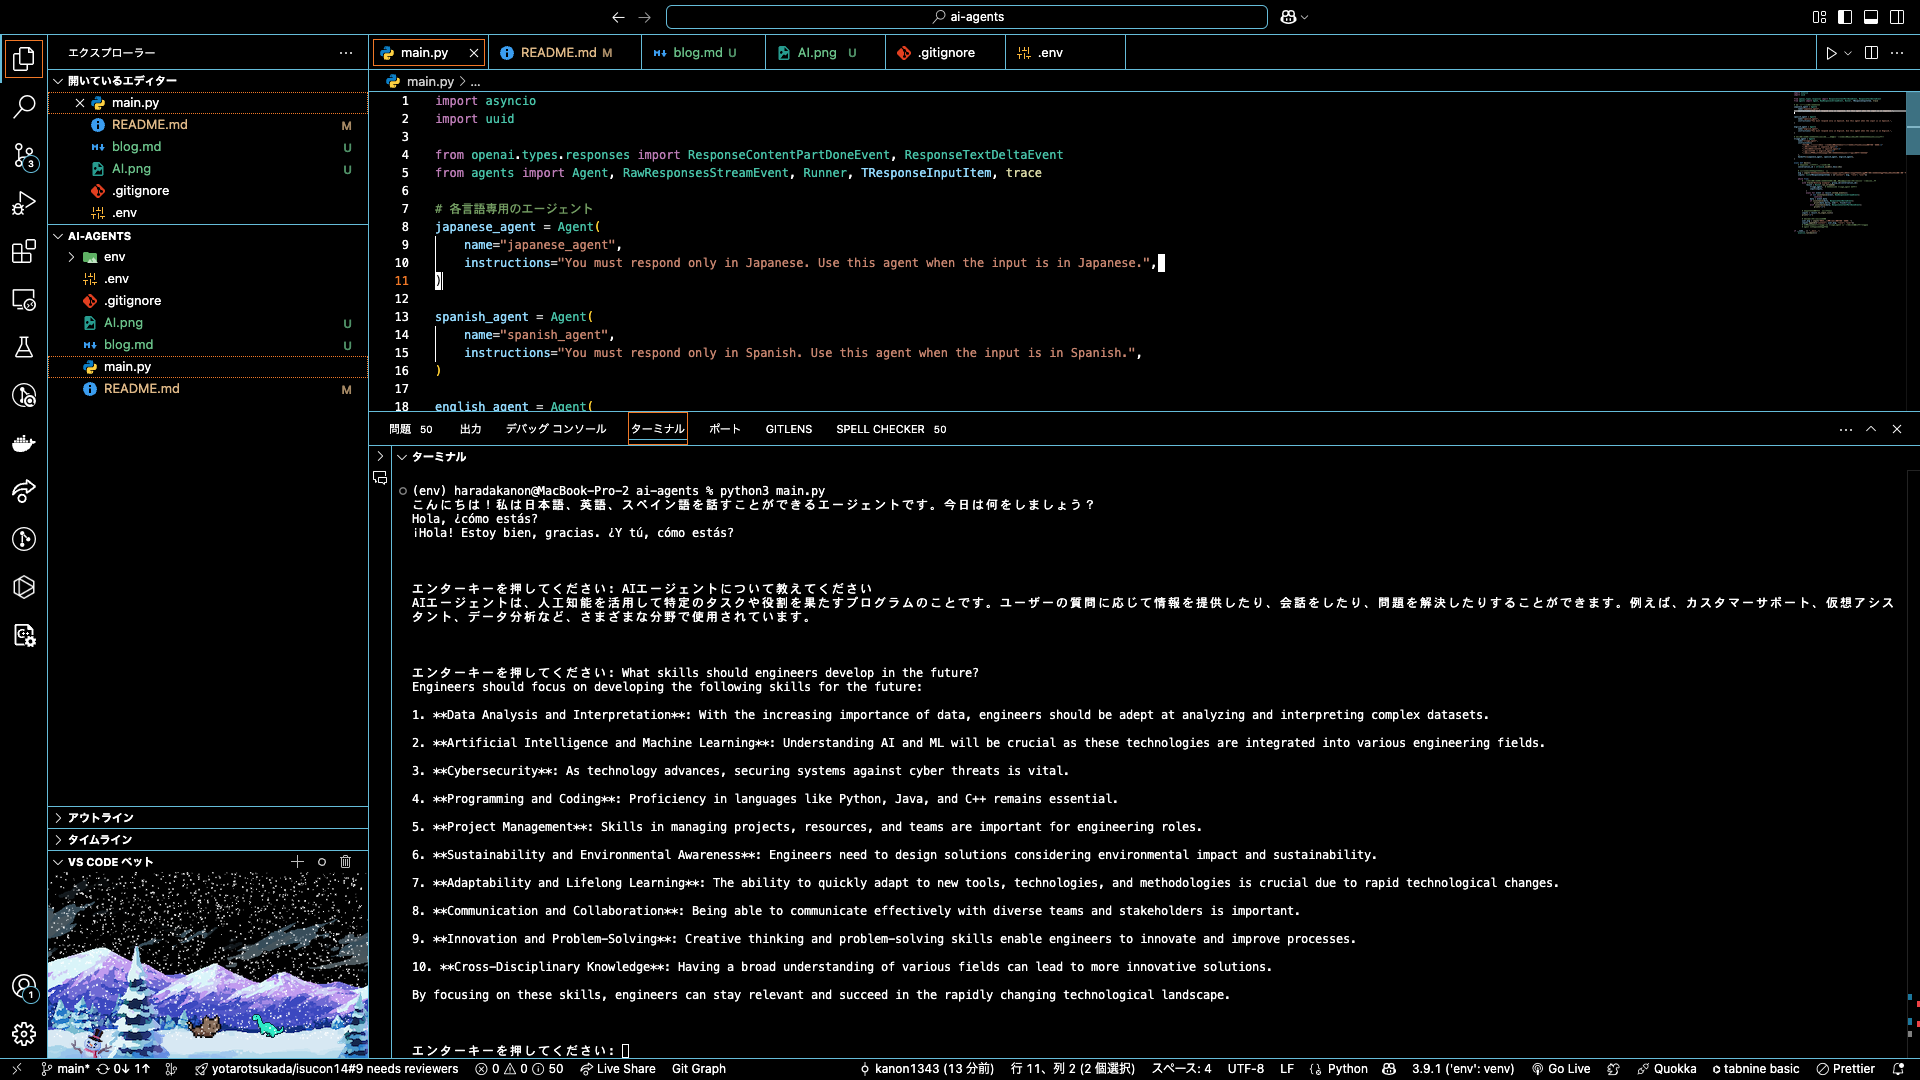 ai-agents
エクスプローラー
main.py
README.md M
blog.md U
AI.png U
.gitignore
.env
開いているエディター
main.py
README.md M
blog.md U
AI.png U
.gitignore
.env
AI-AGENTS
env
.env
.gitignore
AI.png U
blog.md U
main.py
README.md M
アウトライン
タイムライン
VS CODE ペット
3
1
main.py > ...
1 import asyncio
2 import uuid
3
4 from openai.types.responses import ResponseContentPartDoneEvent, ResponseTextDeltaEvent
5 from agents import Agent, RawResponsesStreamEvent, Runner, TResponseInputItem, trace
6
7 # 各言語専用のエージェント
8 japanese_agent = Agent(
9 name="japanese_agent",
10 instructions="You must respond only in Japanese. Use this agent when the input is in Japanese.",
11 )
12
13 spanish_agent = Agent(
14 name="spanish_agent",
15 instructions="You must respond only in Spanish. Use this agent when the input is in Spanish.",
16 )
17
18 english_agent = Agent(
問題 50 出力 デバッグ コンソール ターミナル ポート GITLENS SPELL CHECKER 50
ターミナル
(env) haradakanon@MacBook-Pro-2 ai-agents % python3 main.py
こんにちは！私は日本語、英語、スペイン語を話すことができるエージェントです。今日は何をしましょう？
Hola, ¿cómo estás?
¡Hola! Estoy bien, gracias. ¿Y tú, cómo estás?
エンターキーを押してください: AIエージェントについて教えてください
AIエージェントは、人工知能を活用して特定のタスクや役割を果たすプログラムのことです。ユーザーの質問に応じて情報を提供したり、会話をしたり、問題を解決したりすることができます。例えば、カスタマーサポート、仮想アシス
タント、データ分析など、さまざまな分野で使用されています。
エンターキーを押してください: What skills should engineers develop in the future?
Engineers should focus on developing the following skills for the future:
1. **Data Analysis and Interpretation**: With the increasing importance of data, engineers should be adept at analyzing and interpreting complex datasets.
2. **Artificial Intelligence and Machine Learning**: Understanding AI and ML will be crucial as these technologies are integrated into various engineering fields.
3. **Cybersecurity**: As technology advances, securing systems against cyber threats is vital.
4. **Programming and Coding**: Proficiency in languages like Python, Java, and C++ remains essential.
5. **Project Management**: Skills in managing projects, resources, and teams are important for engineering roles.
6. **Sustainability and Environmental Awareness**: Engineers need to design solutions considering environmental impact and sustainability.
7. **Adaptability and Lifelong Learning**: The ability to quickly adapt to new tools, technologies, and methodologies is crucial due to rapid technological changes.
8. **Communication and Collaboration**: Being able to communicate effectively with diverse teams and stakeholders is important.
9. **Innovation and Problem-Solving**: Creative thinking and problem-solving skills enable engineers to innovate and improve processes.
10. **Cross-Disciplinary Knowledge**: Having a broad understanding of various fields can lead to more innovative solutions.
By focusing on these skills, engineers can stay relevant and succeed in the rapidly changing technological landscape.
エンターキーを押してください:
main* 0↓ 1↑ yotarotsukada/isucon14#9 needs reviewers 0 0 50 Live Share Git Graph kanon1343 (13 分前) 行 11、列 2 (2 個選択) スペース: 4 UTF-8 LF {} Python 3.9.1 ('env': venv) Go Live Quokka tabnine basic Prettier